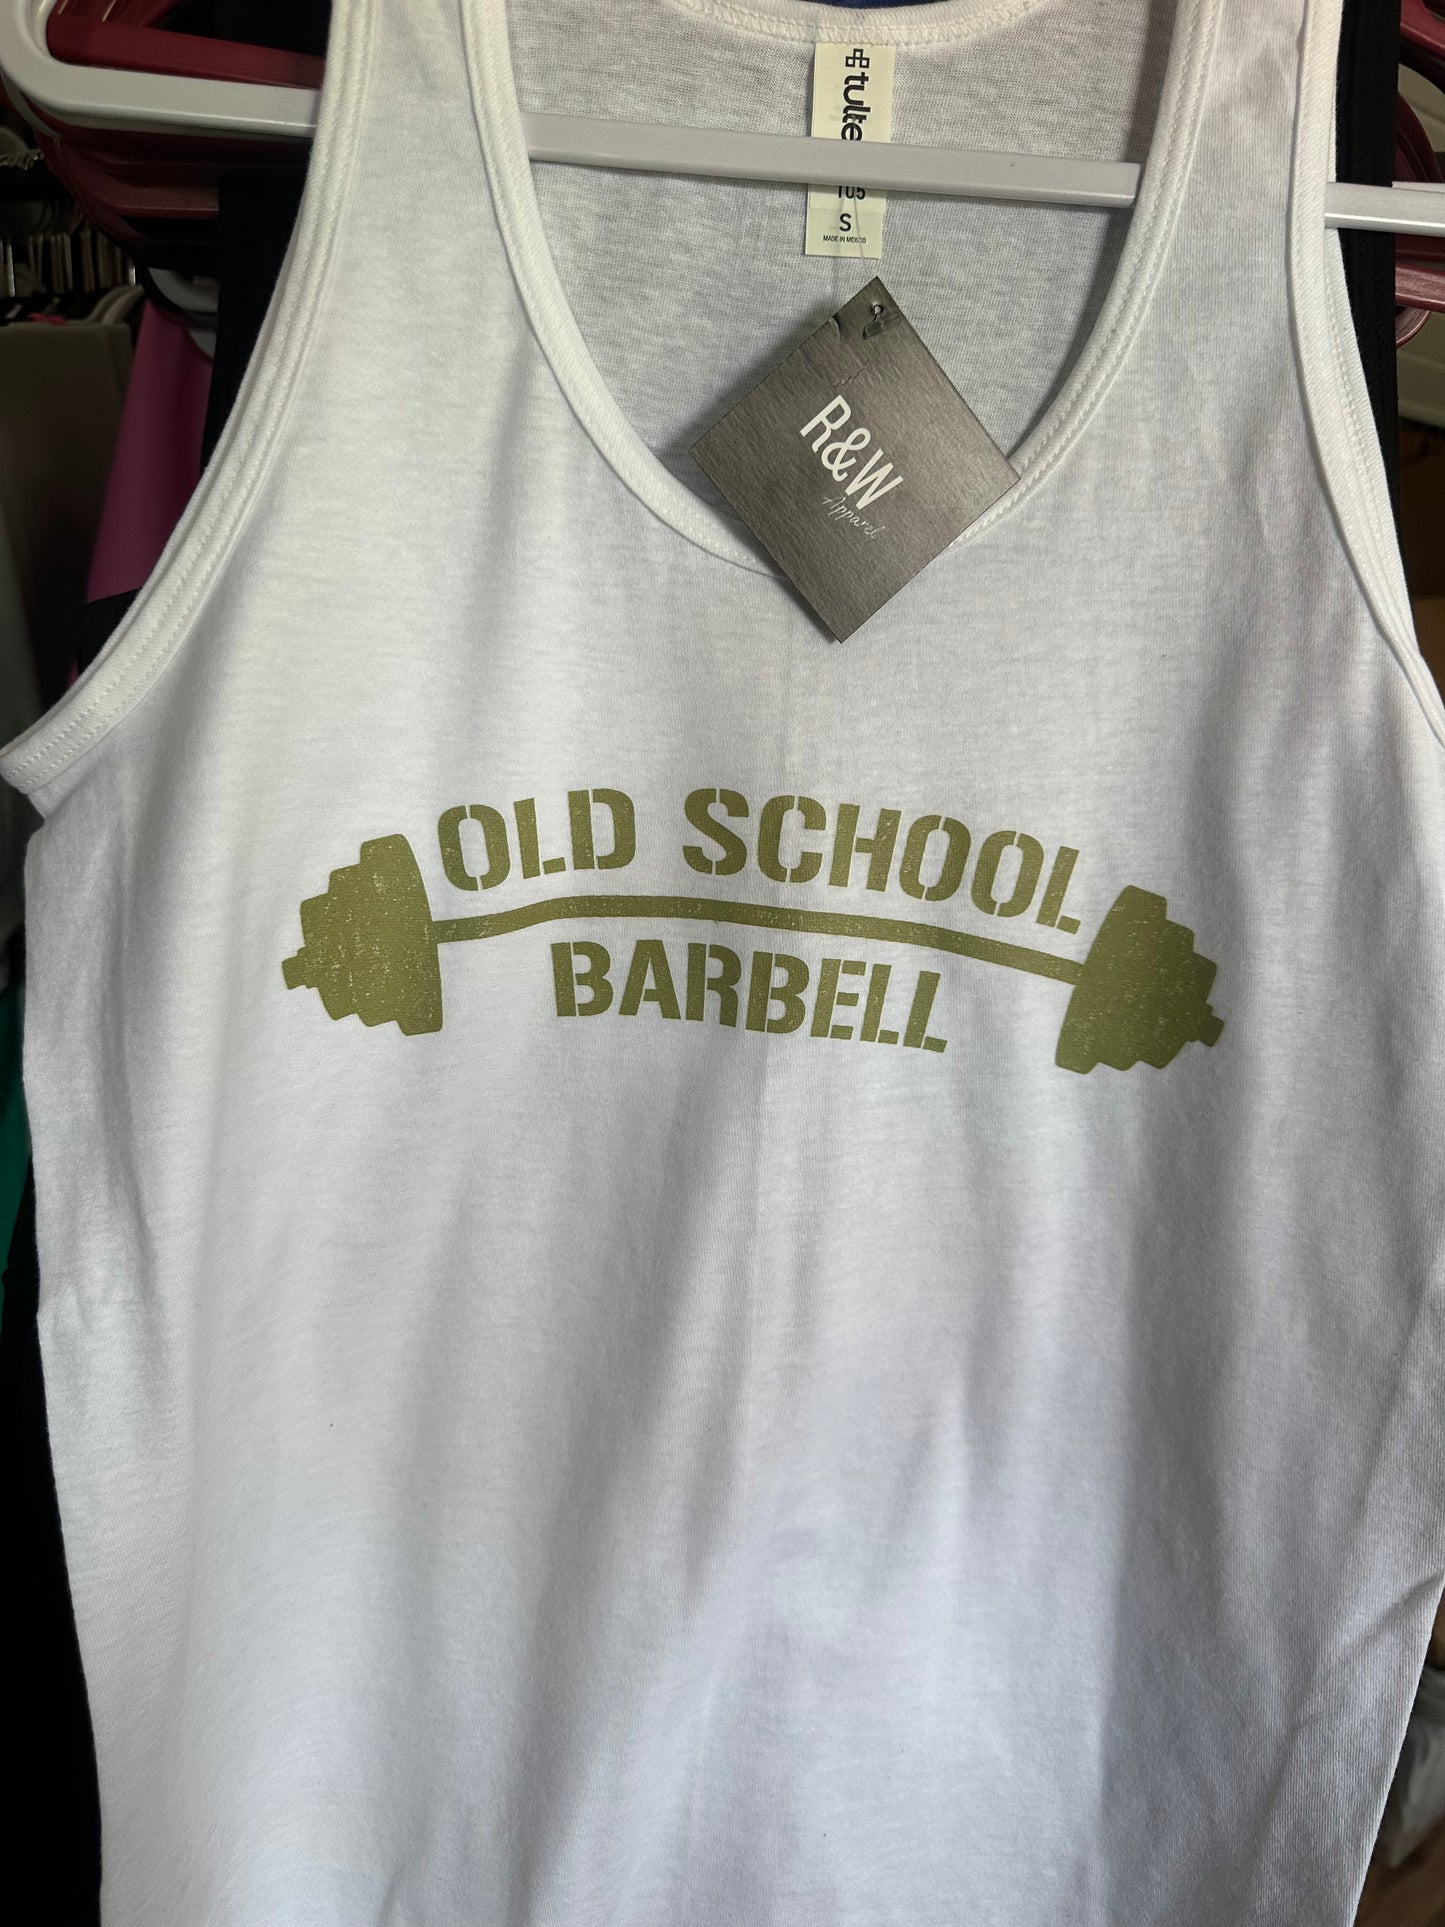 tulte
105
S
MADE IN MEXICO
R&W
Apparel
OLD SCHOOL
BARBELL